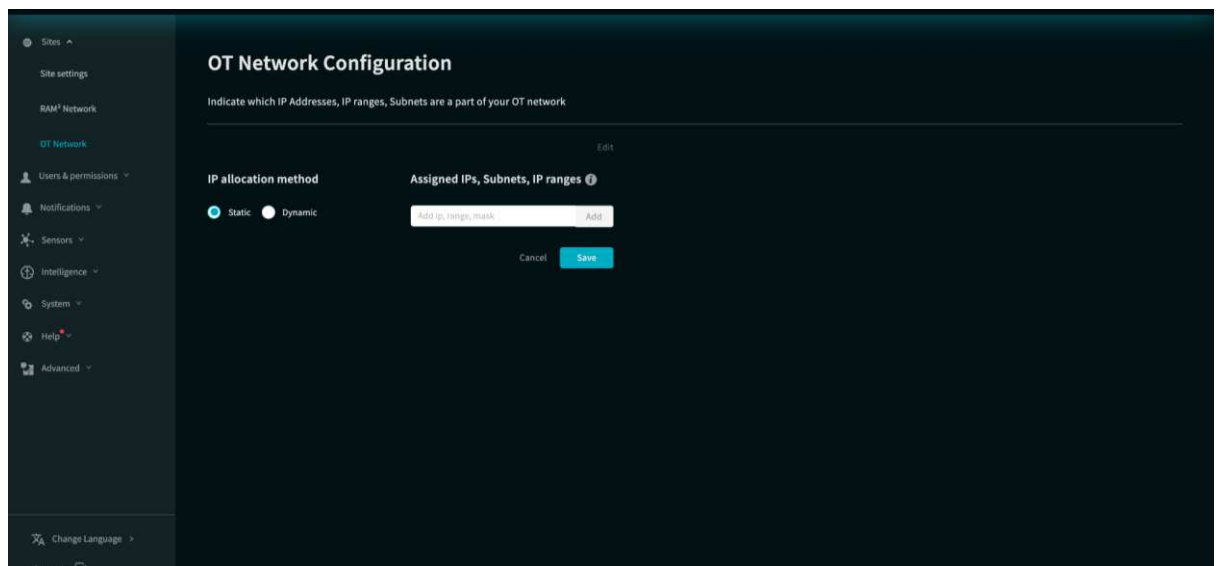 Sites
Site settings
RAM² Network
OT Network
Users & permissions
Notifications
Sensors
Intelligence
System
Help
Advanced
Change Language >
OT Network Configuration
Indicate which IP Addresses, IP ranges, Subnets are a part of your OT network
Edit
IP allocation method
Assigned IPs, Subnets, IP ranges i
Static Dynamic
Add ip, range, mask Add
Cancel Save